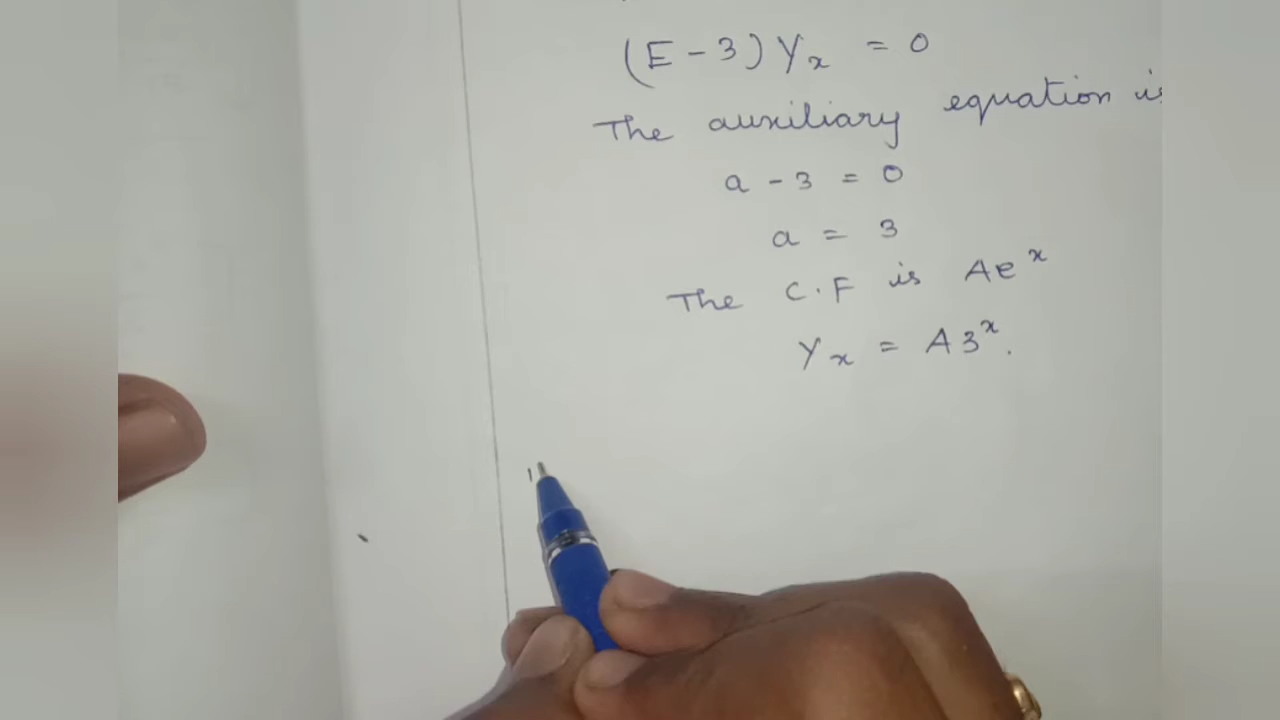 (E - 3) Yx = 0
The auxiliary equation is
a - 3 = 0
a = 3
The C.F is Ae^x
Yx = A3^x.